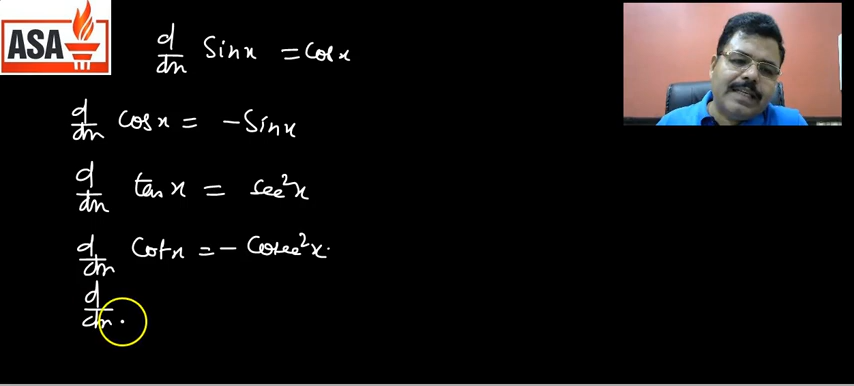 ASA
d/dx Sinx = Cosx
d/dx Cosx = -Sinx
d/dx tanx = sec²x
d/dx Cotx = - Cosec²x.
d/dx